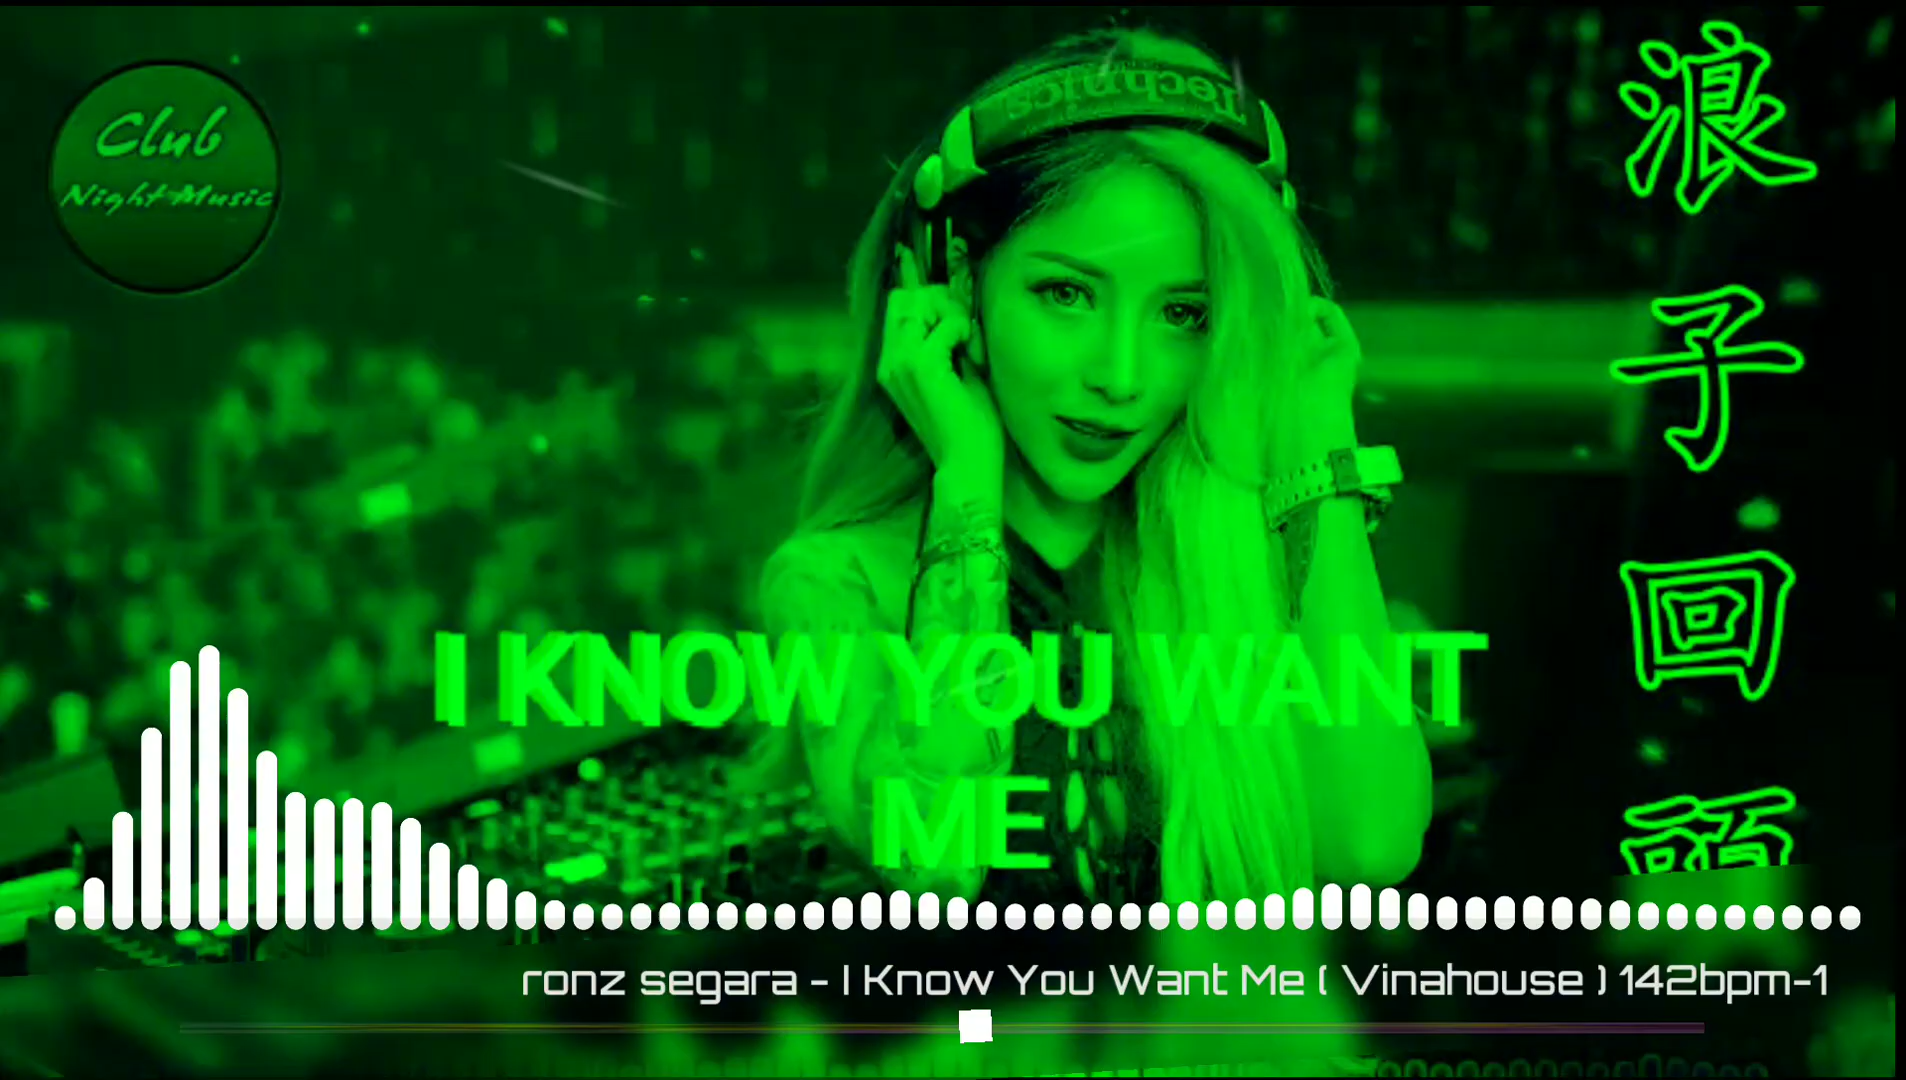 Club
Night Music
Technics
浪
子
回
頭
I KNOW YOU WANT
ME
ronz segara - I Know You Want Me ( Vinahouse ) 142bpm-1